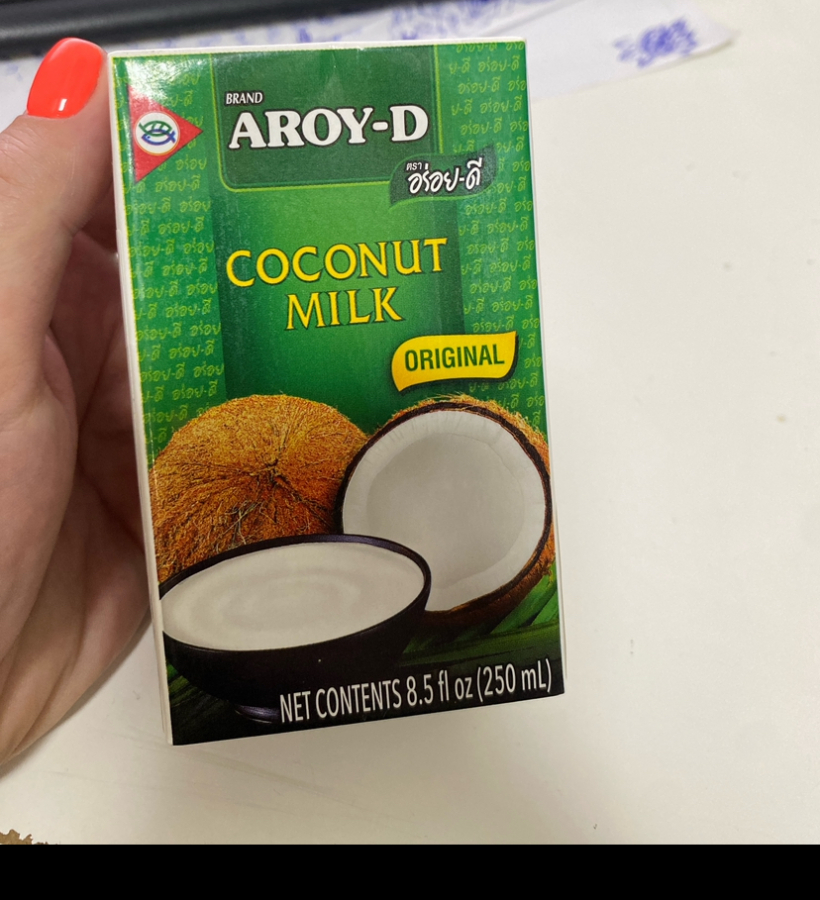 BRAND
AROY-D
ตรา
อร่อย-ดี
COCONUT
MILK
ORIGINAL
NET CONTENTS 8.5 fl oz (250 mL)